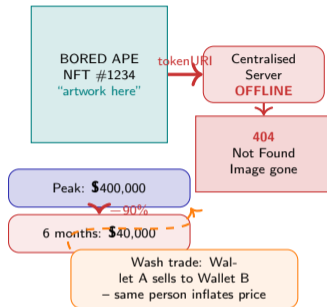 BORED APE
NFT #1234
“artwork here”
tokenURI
Centralised
Server
OFFLINE
404
Not Found
Image gone
Peak: $400,000
−90%
6 months: $40,000
Wash trade: Wal-
let A sells to Wallet B
– same person inflates price